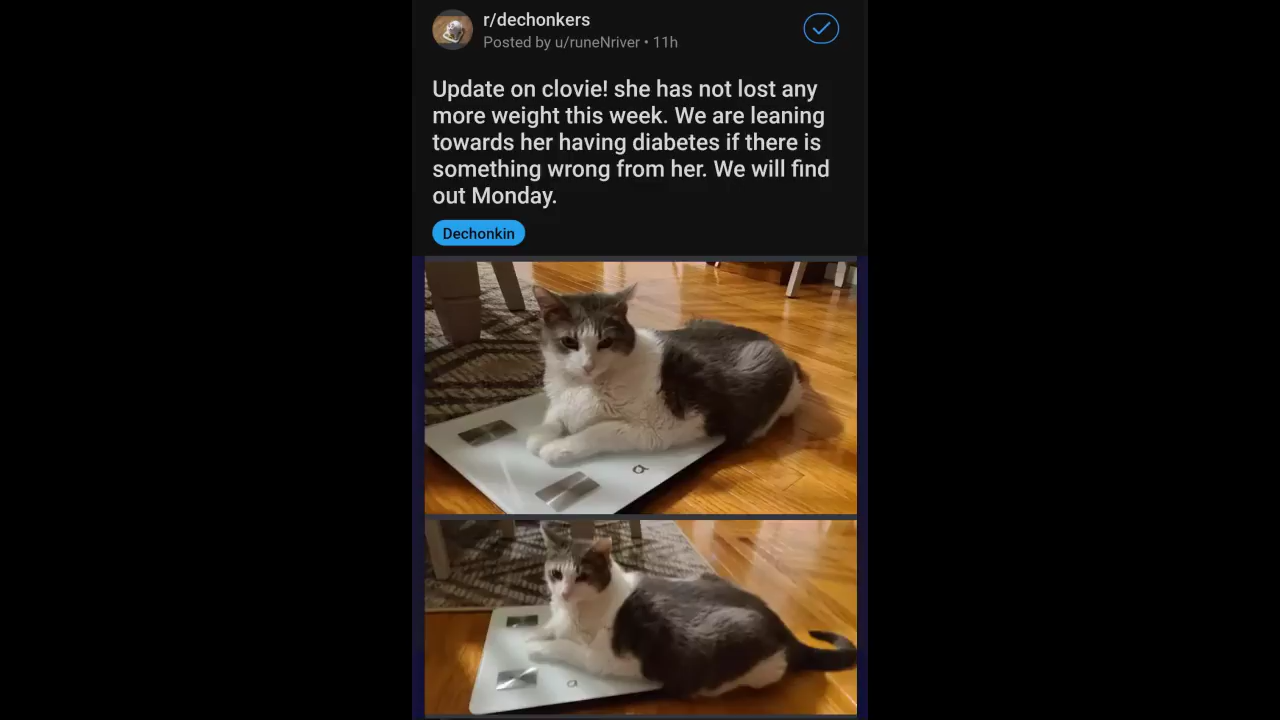 r/dechonkers
Posted by u/runeNriver • 11h
Update on clovie! she has not lost any
more weight this week. We are leaning
towards her having diabetes if there is
something wrong from her. We will find
out Monday.
Dechonkin